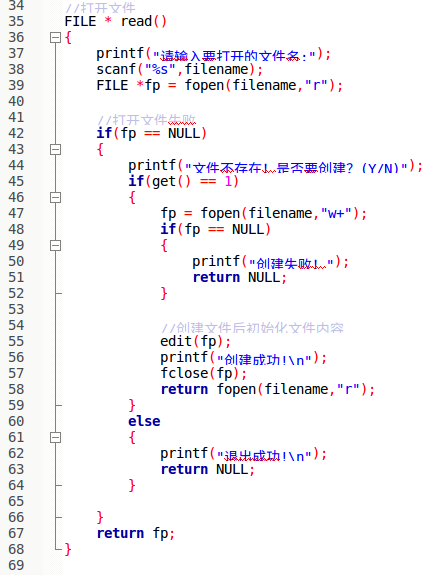 34 //打开文件
35 FILE * read()
36 {
37 printf("请输入要打开的文件名:");
38 scanf("%s",filename);
39 FILE *fp = fopen(filename,"r");
40
41 //打开文件失败
42 if(fp == NULL)
43 {
44 printf("文件不存在！是否要创建？(Y/N)");
45 if(get() == 1)
46 {
47 fp = fopen(filename,"w+");
48 if(fp == NULL)
49 {
50 printf("创建失败！");
51 return NULL;
52 }
53
54 //创建文件后初始化文件内容
55 edit(fp);
56 printf("创建成功!\n");
57 fclose(fp);
58 return fopen(filename,"r");
59 }
60 else
61 {
62 printf("退出成功!\n");
63 return NULL;
64 }
65
66 }
67 return fp;
68 }
69